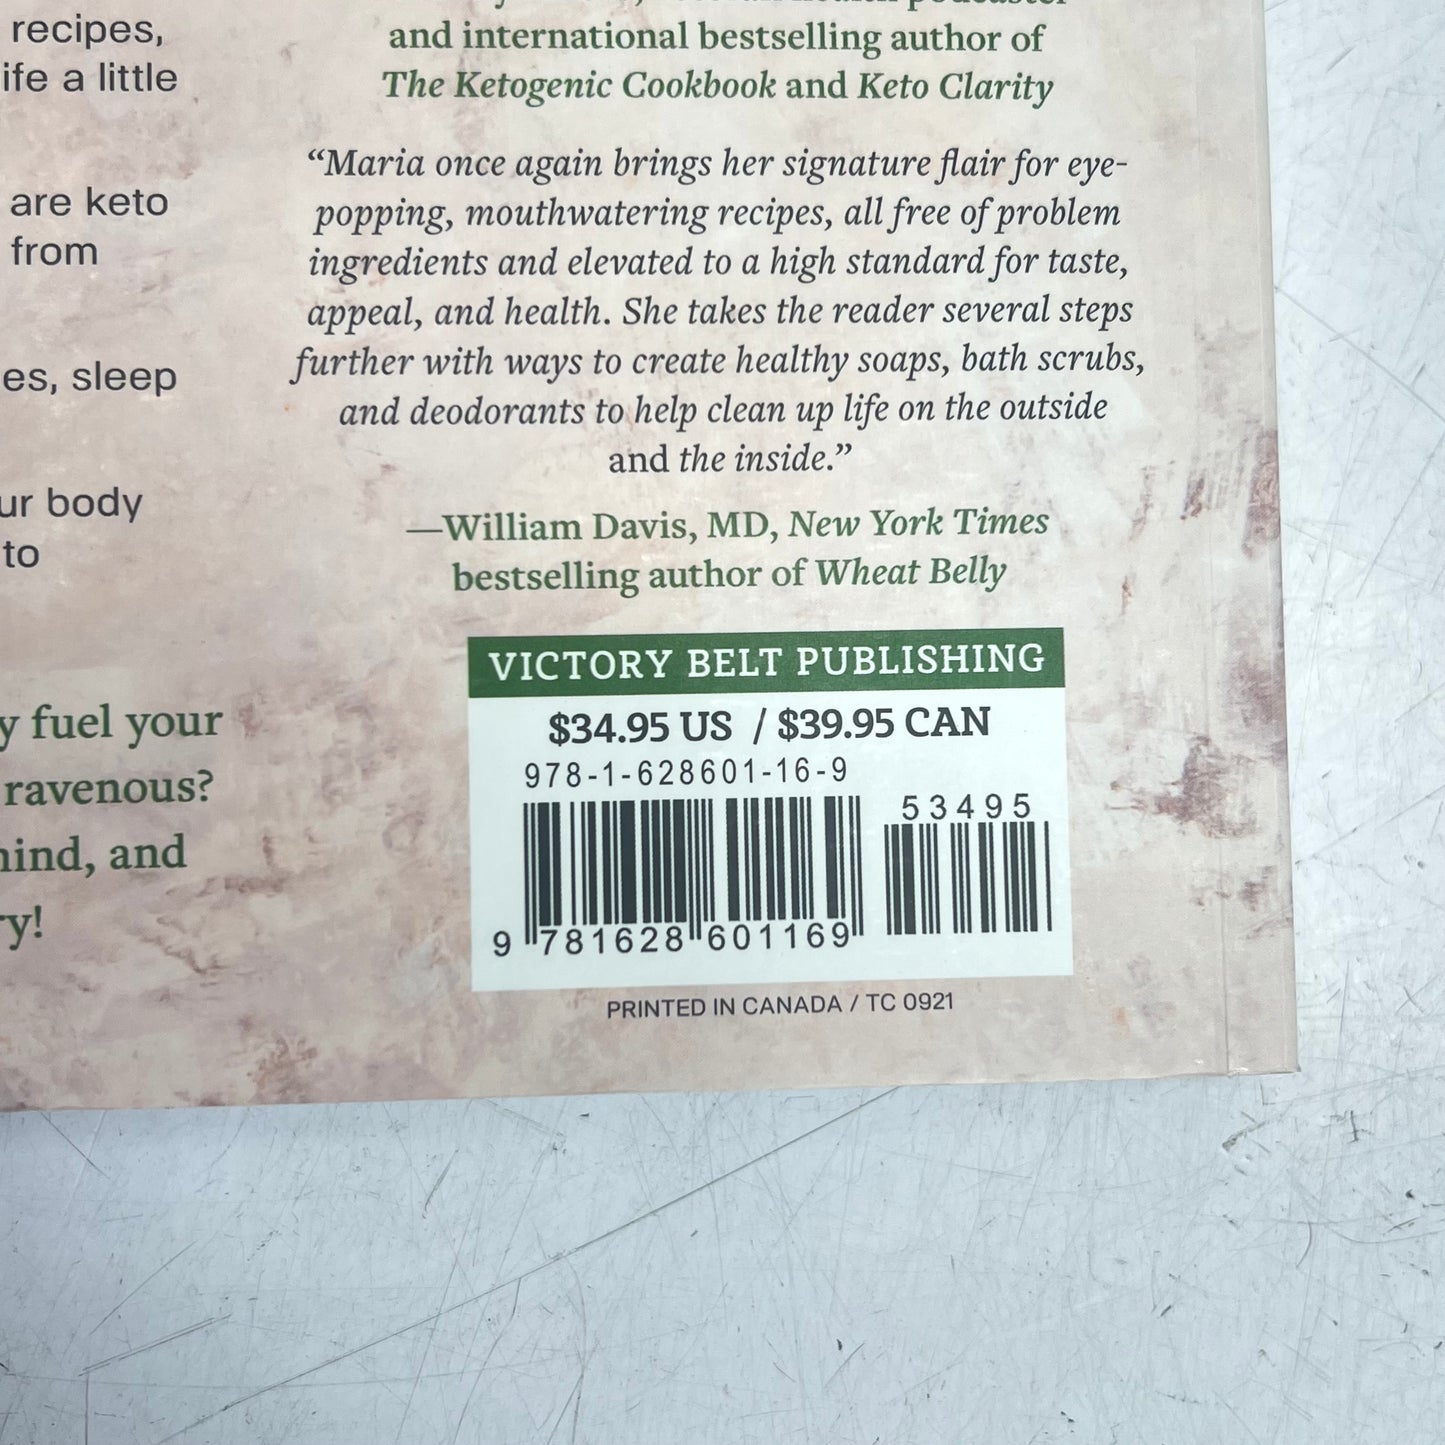 recipes,
ife a little
are keto
from
es, sleep
ur body
to
y fuel your
ravenous?
ind, and
ry!
and international bestselling author of
The Ketogenic Cookbook and Keto Clarity
“Maria once again brings her signature flair for eye-
popping, mouthwatering recipes, all free of problem
ingredients and elevated to a high standard for taste,
appeal, and health. She takes the reader several steps
further with ways to create healthy soaps, bath scrubs,
and deodorants to help clean up life on the outside
and the inside.”
—William Davis, MD, New York Times
bestselling author of Wheat Belly
VICTORY BELT PUBLISHING
$34.95 US / $39.95 CAN
978-1-628601-16-9
53495
9 781628 601169
PRINTED IN CANADA / TC 0921